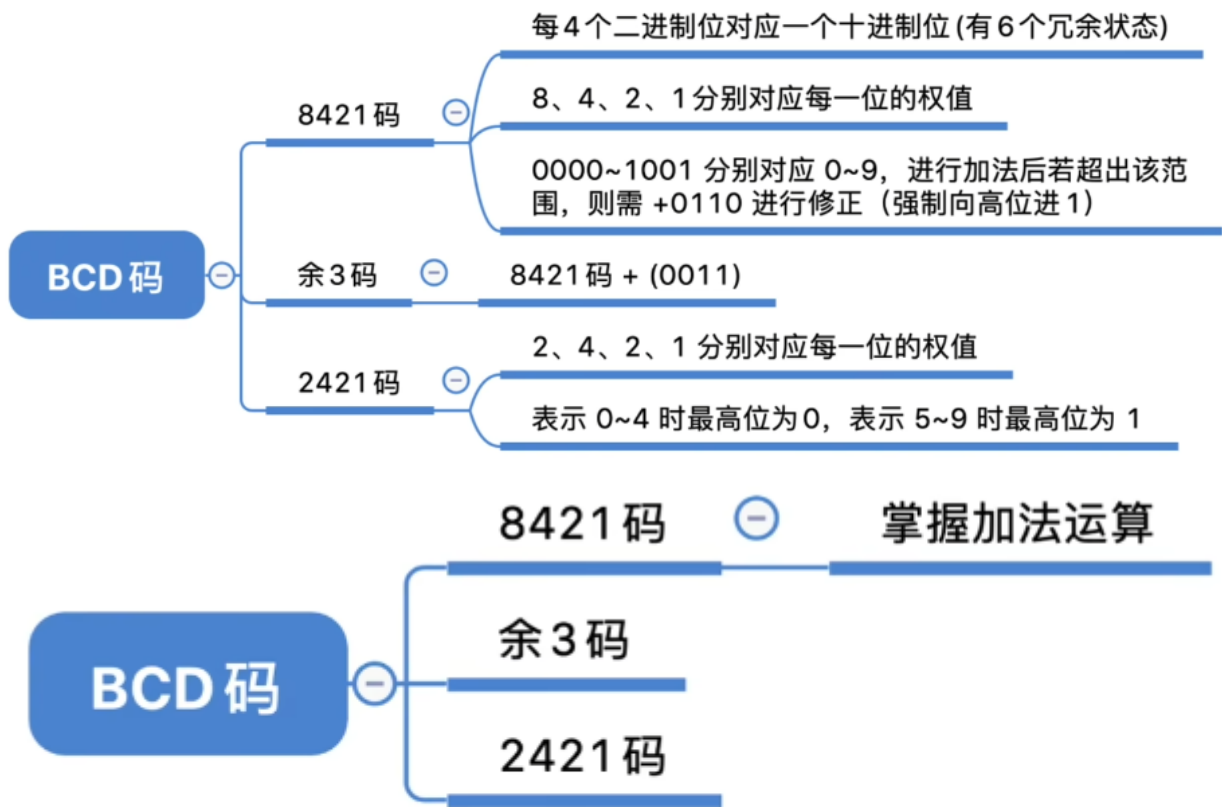 每4个二进制位对应一个十进制位(有6个冗余状态)
8421码
8、4、2、1分别对应每一位的权值
0000~1001 分别对应 0~9，进行加法后若超出该范
围，则需 +0110 进行修正（强制向高位进1）
BCD码
余3码
8421码 + (0011)
2421码
2、4、2、1 分别对应每一位的权值
表示 0~4 时最高位为0，表示 5~9 时最高位为 1
8421码
掌握加法运算
BCD码
余3码
2421码